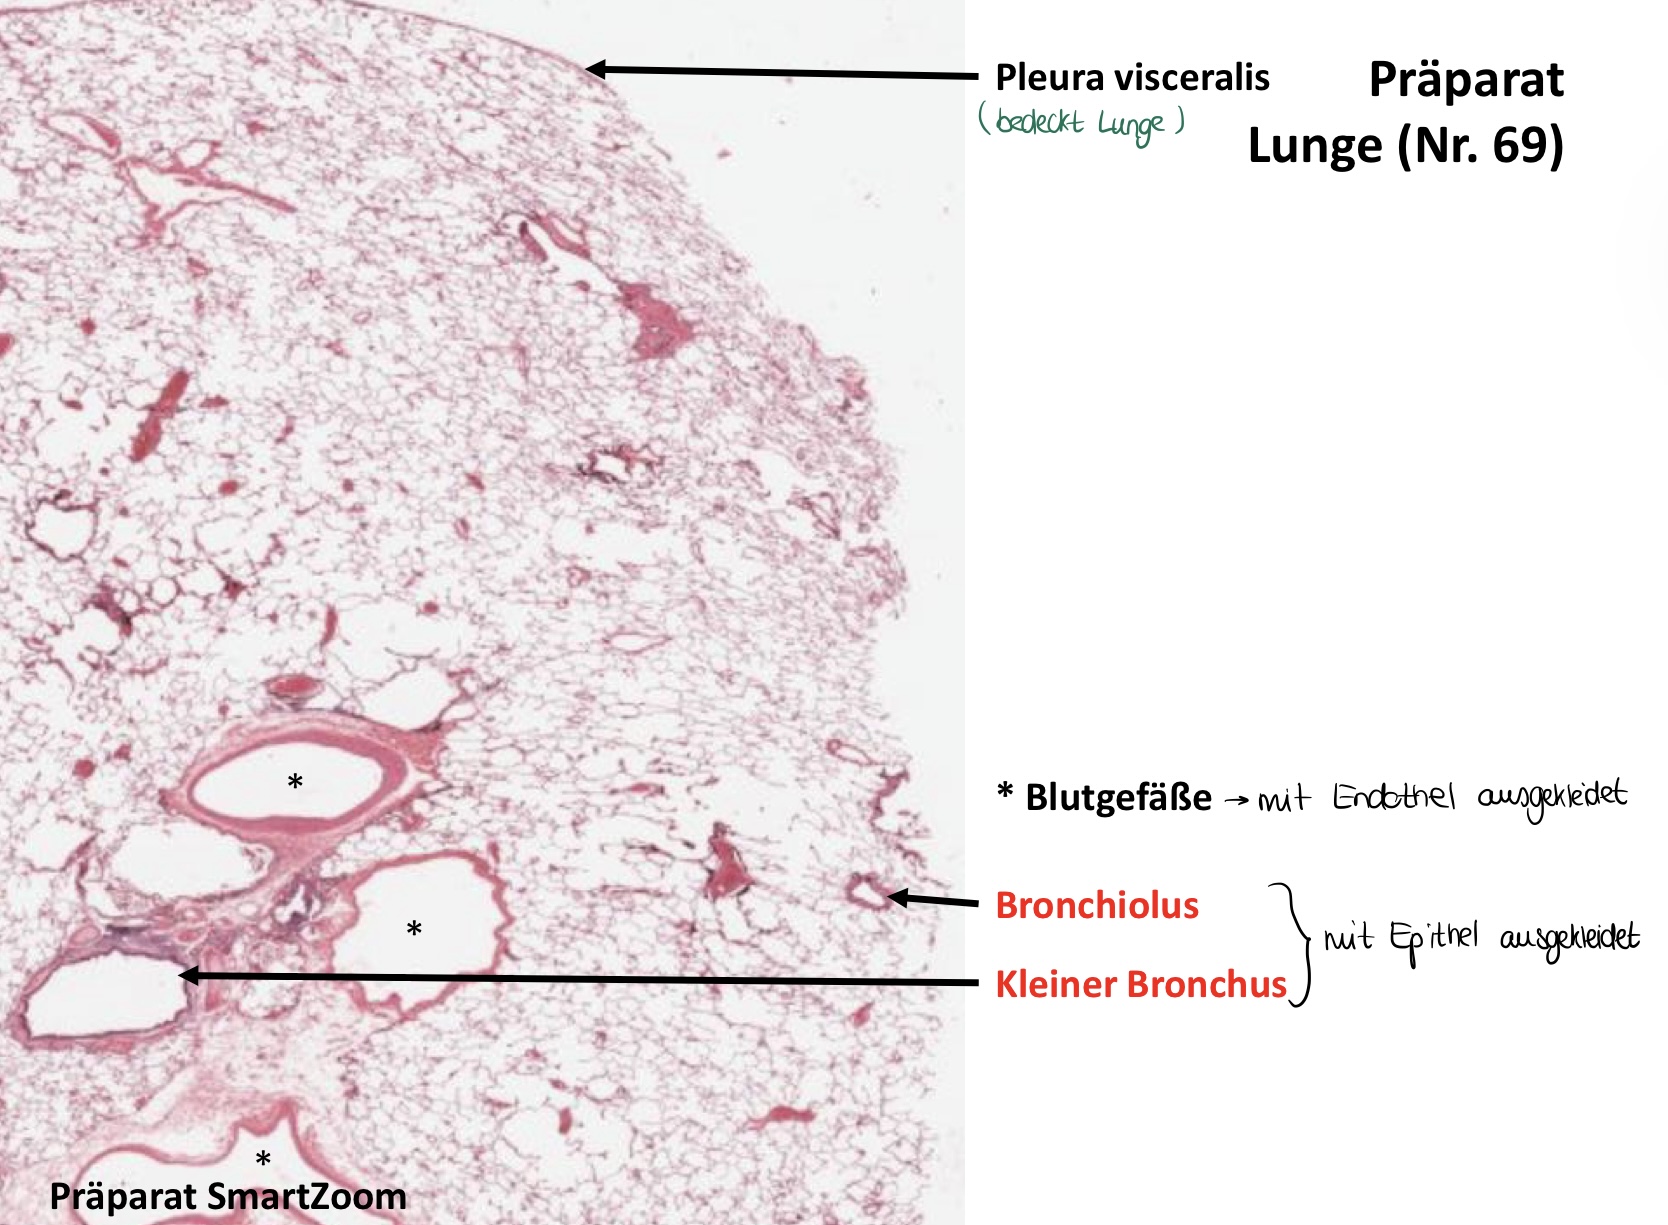 Pleura visceralis
(bedeckt Lunge)
Präparat
Lunge (Nr. 69)
*
* Blutgefäße → mit Endothel ausgekleidet
Bronchiolus
*
mit Epithel ausgekleidet
Kleiner Bronchus
*
Präparat SmartZoom